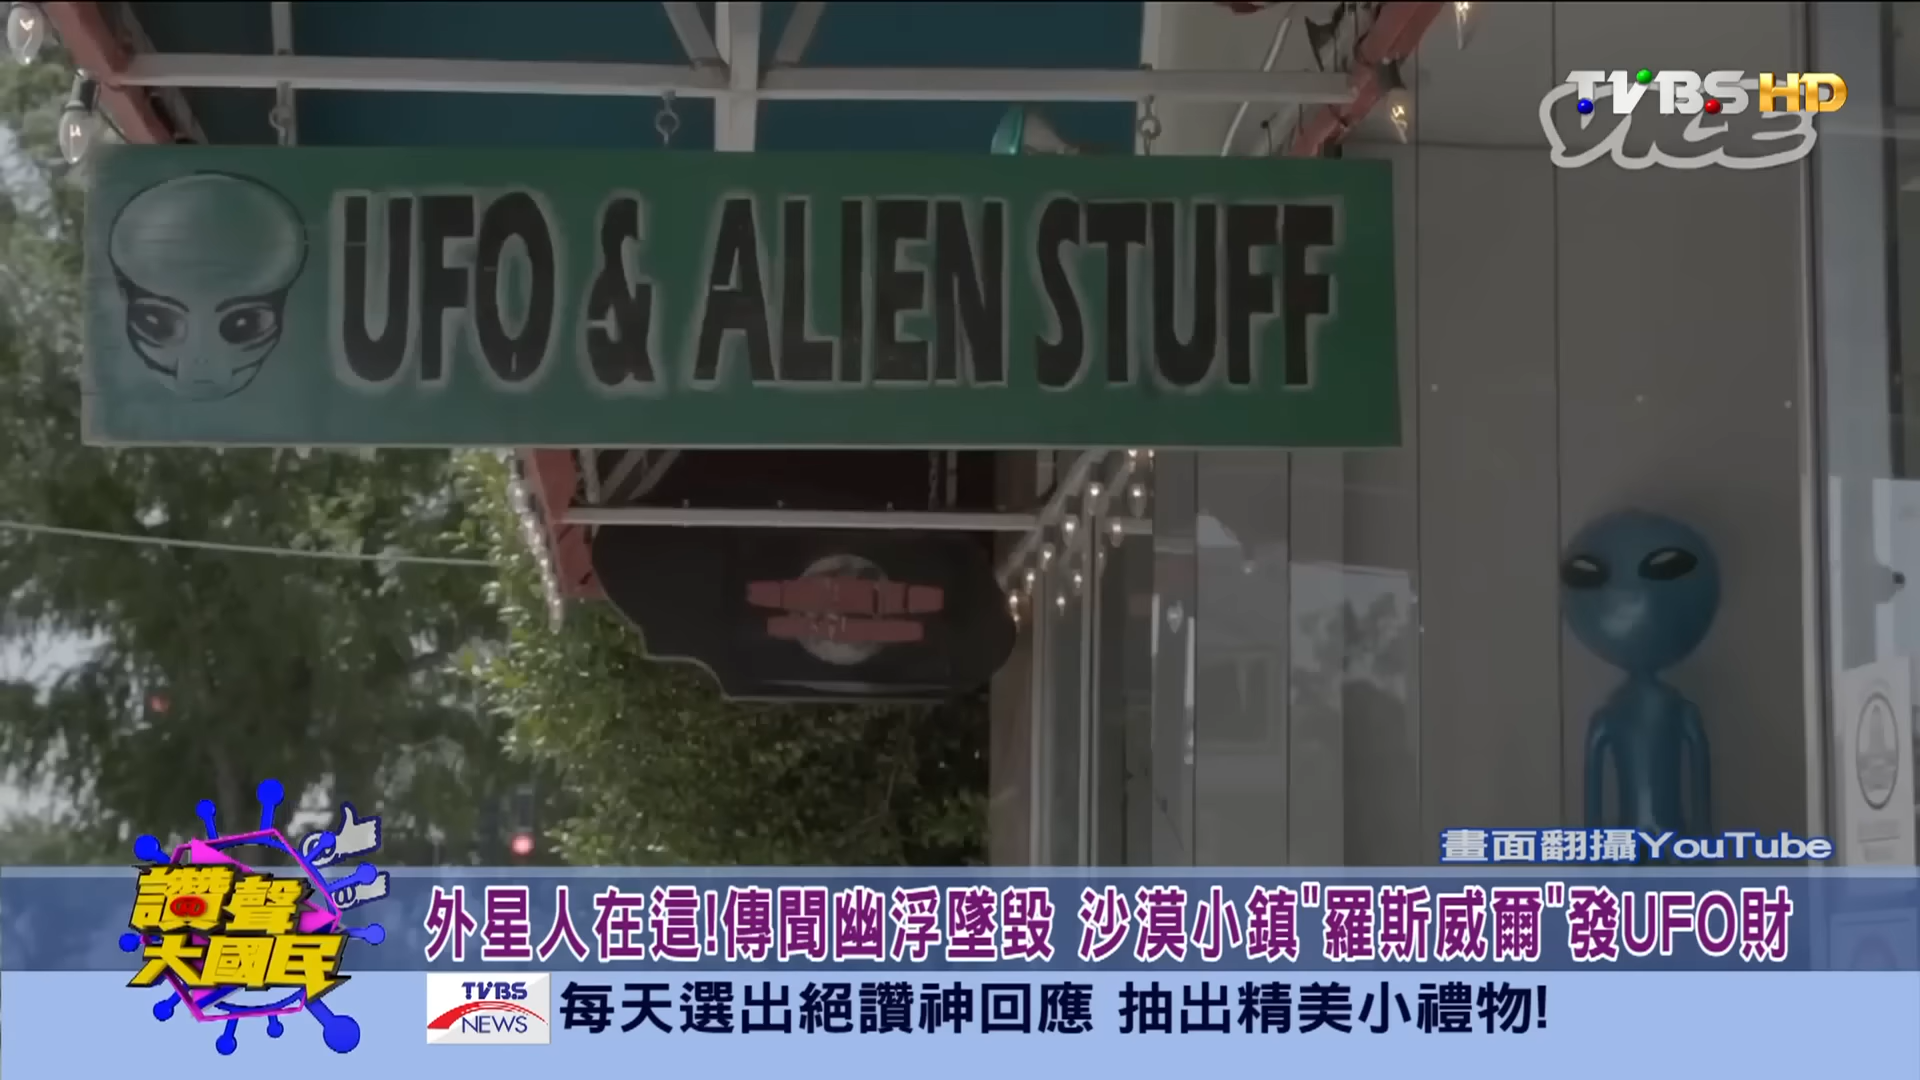 TVBS HD
VICE
UFO & ALIEN STUFF
畫面翻攝YouTube
讚聲
大國民
外星人在這!傳聞幽浮墜毀 沙漠小鎮"羅斯威爾"發UFO財
TVBS
NEWS
每天選出絕讚神回應 抽出精美小禮物!